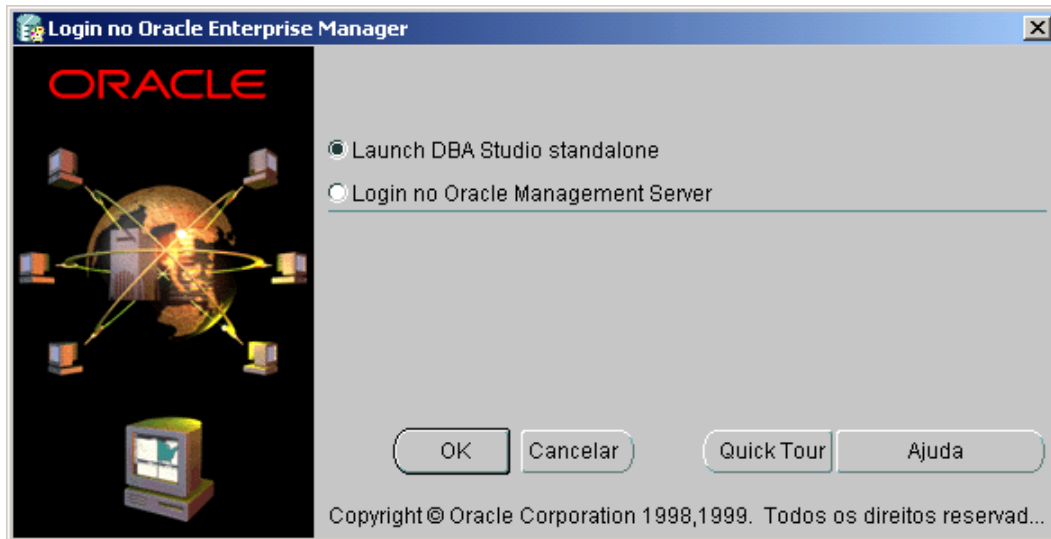 Login no Oracle Enterprise Manager
ORACLE
Launch DBA Studio standalone
Login no Oracle Management Server
OK Cancelar Quick Tour Ajuda
Copyright © Oracle Corporation 1998,1999. Todos os direitos reservad...